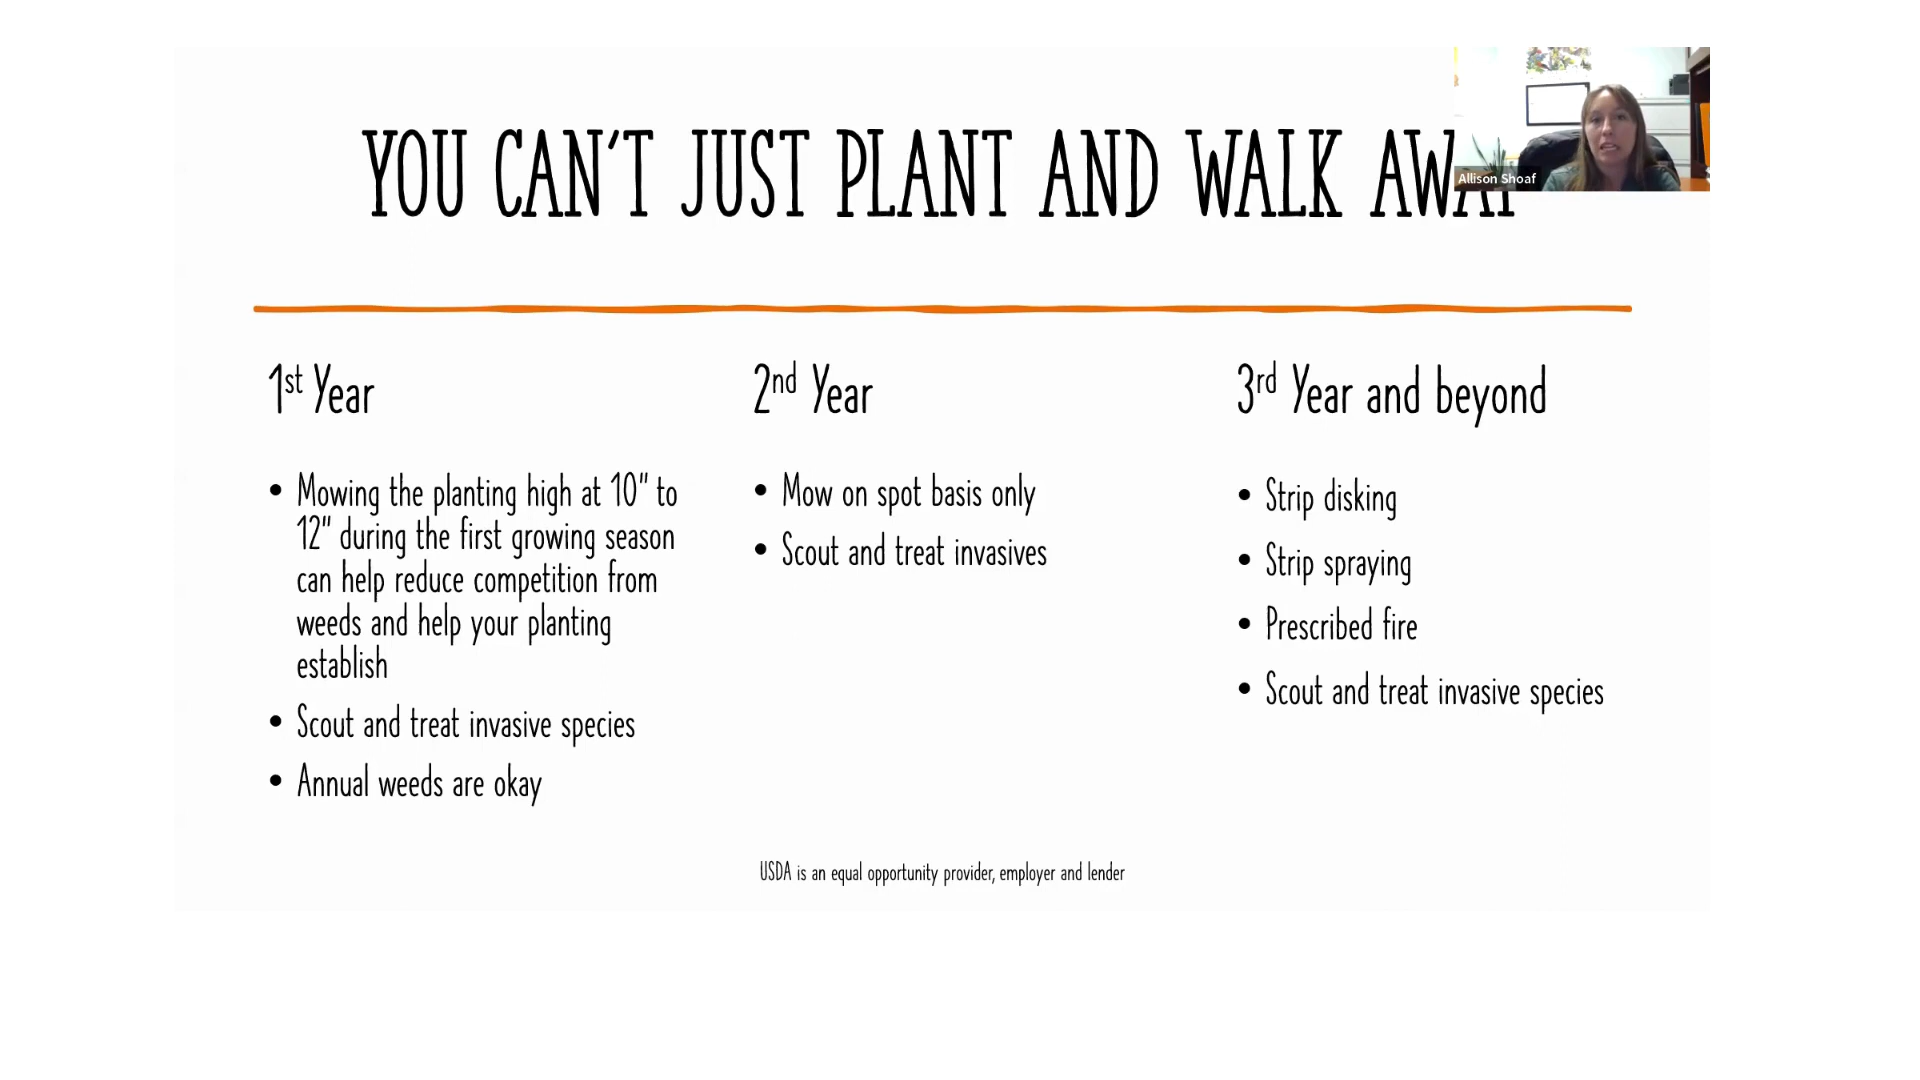 YOU CAN'T JUST PLANT AND WALK AWAY
Allison Shoaf
1st Year
• Mowing the planting high at 10" to
12" during the first growing season
can help reduce competition from
weeds and help your planting
establish
• Scout and treat invasive species
• Annual weeds are okay
2nd Year
• Mow on spot basis only
• Scout and treat invasives
3rd Year and beyond
• Strip disking
• Strip spraying
• Prescribed fire
• Scout and treat invasive species
USDA is an equal opportunity provider, employer and lender